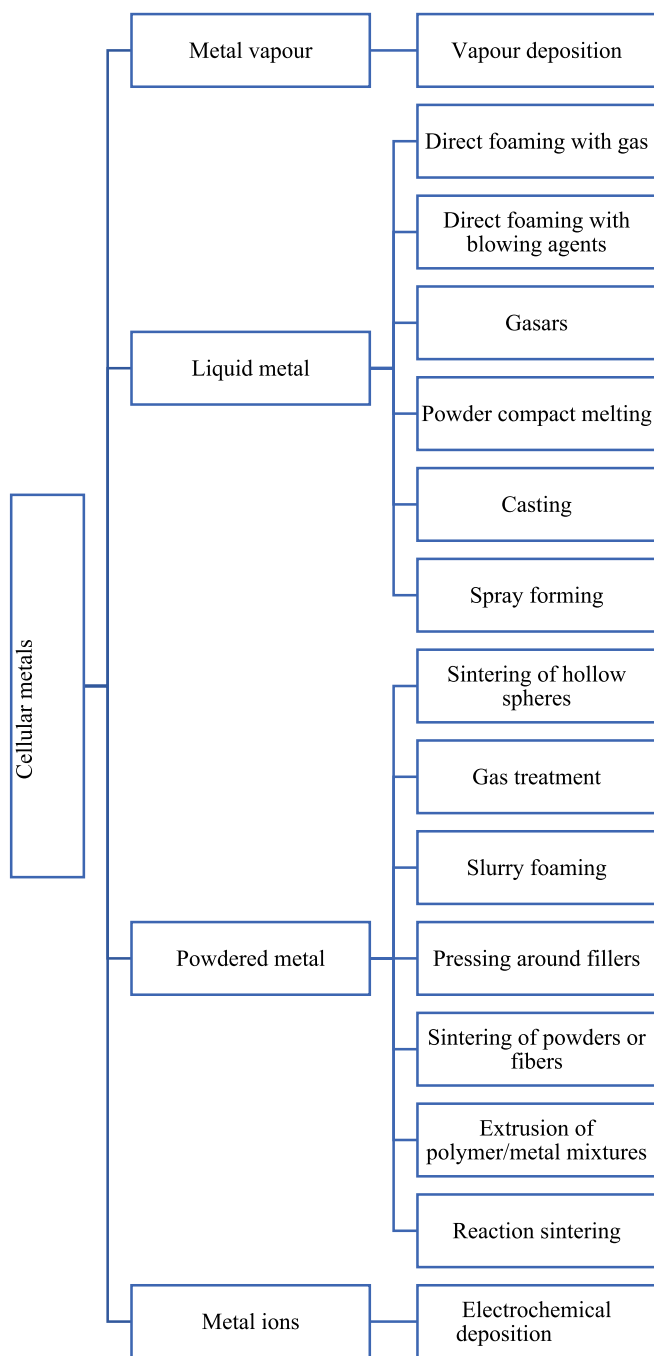 Metal vapour
Vapour deposition
Direct foaming with gas
Direct foaming with
blowing agents
Gasars
Liquid metal
Powder compact melting
Casting
Spray forming
Cellular metals
Sintering of hollow
spheres
Gas treatment
Slurry foaming
Powdered metal
Pressing around fillers
Sintering of powders or
fibers
Extrusion of
polymer/metal mixtures
Reaction sintering
Metal ions
Electrochemical
deposition